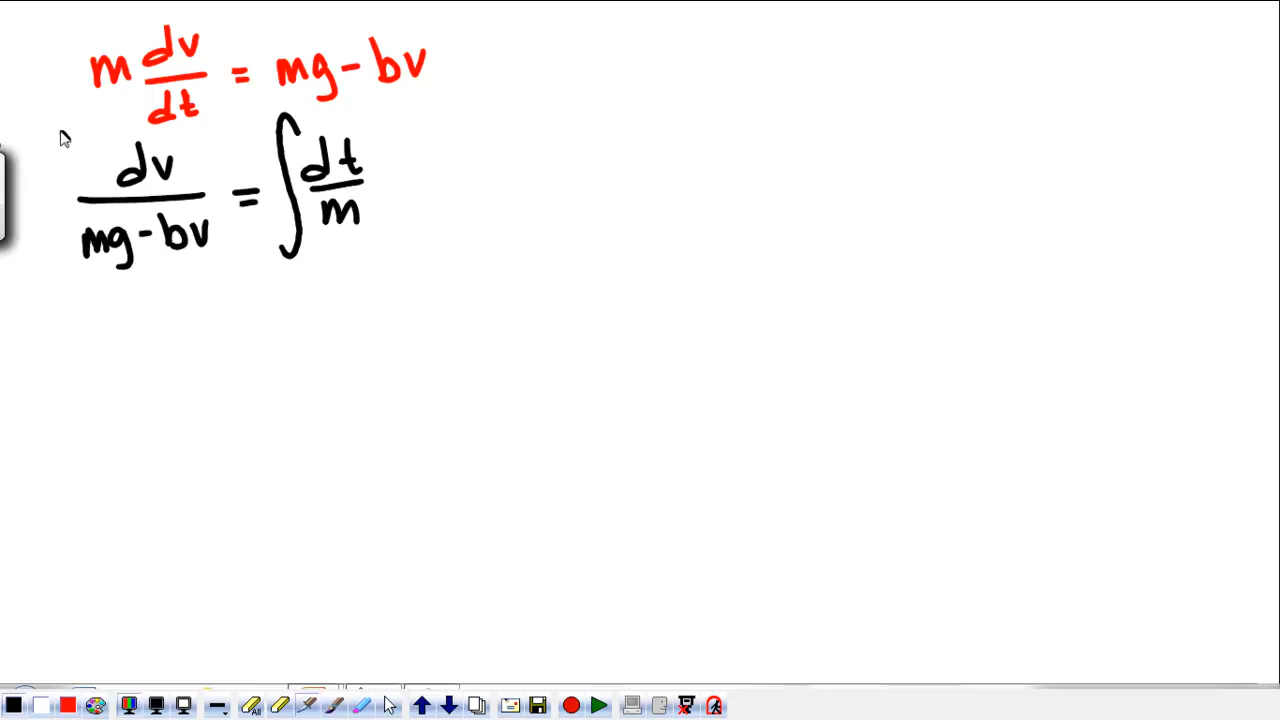 m dv/dt = mg - bv
dv/(mg - bv) = ∫ dt/m